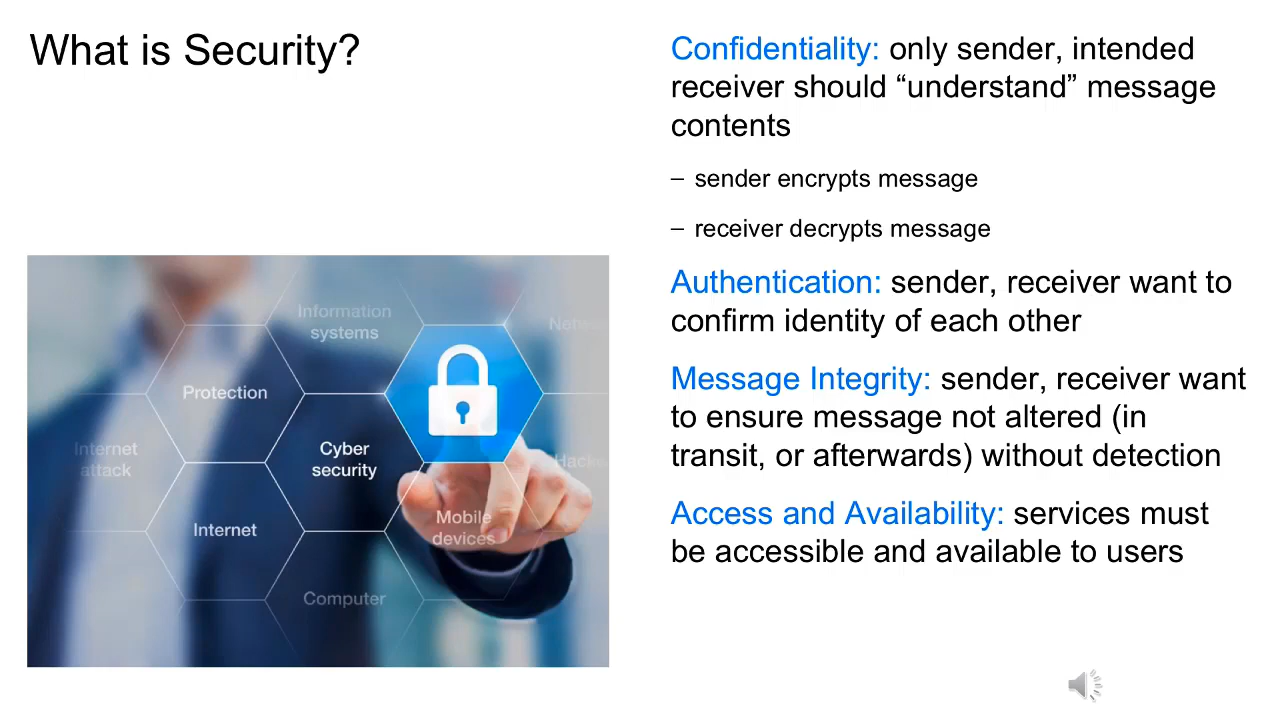 What is Security?
Confidentiality: only sender, intended
receiver should “understand” message
contents
– sender encrypts message
– receiver decrypts message
Authentication: sender, receiver want to
confirm identity of each other
Message Integrity: sender, receiver want
to ensure message not altered (in
transit, or afterwards) without detection
Access and Availability: services must
be accessible and available to users
Information
systems
Protection
Internet
attack
Cyber
security
Internet
Mobile
devices
Computer